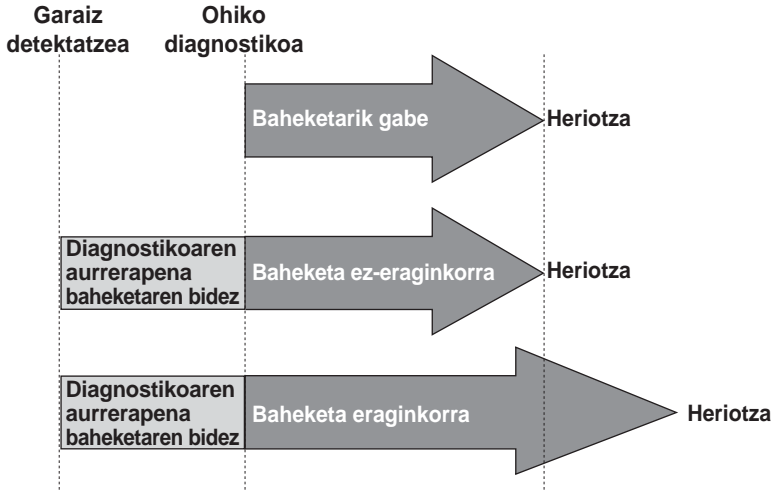 Garaiz
detektatzea
Ohiko
diagnostikoa
Baheketarik gabe
Heriotza
Diagnostikoaren
aurrerapena
baheketaren bidez
Baheketa ez-eraginkorra
Heriotza
Diagnostikoaren
aurrerapena
baheketaren bidez
Baheketa eraginkorra
Heriotza